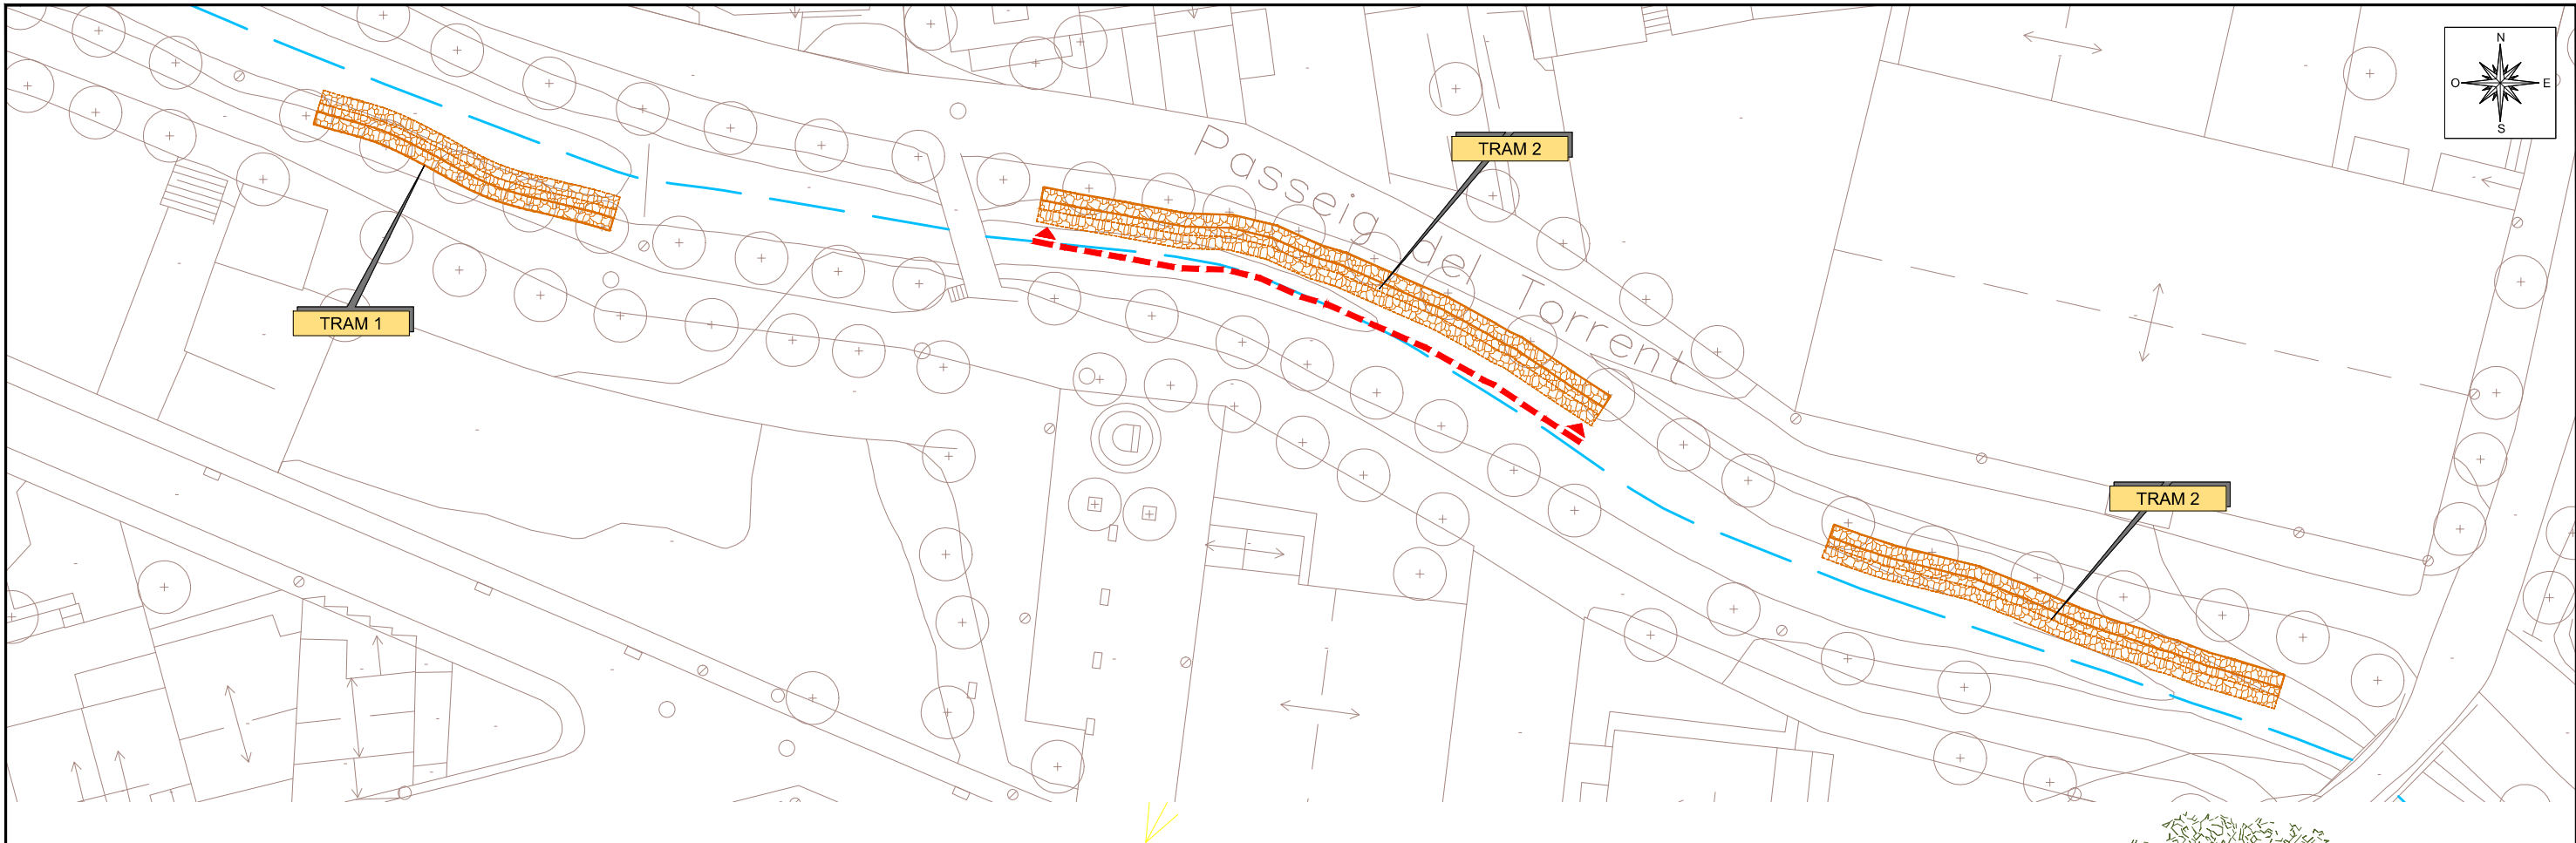 N
O E
S
TRAM 2
Passeig del Torrent
TRAM 1
TRAM 2